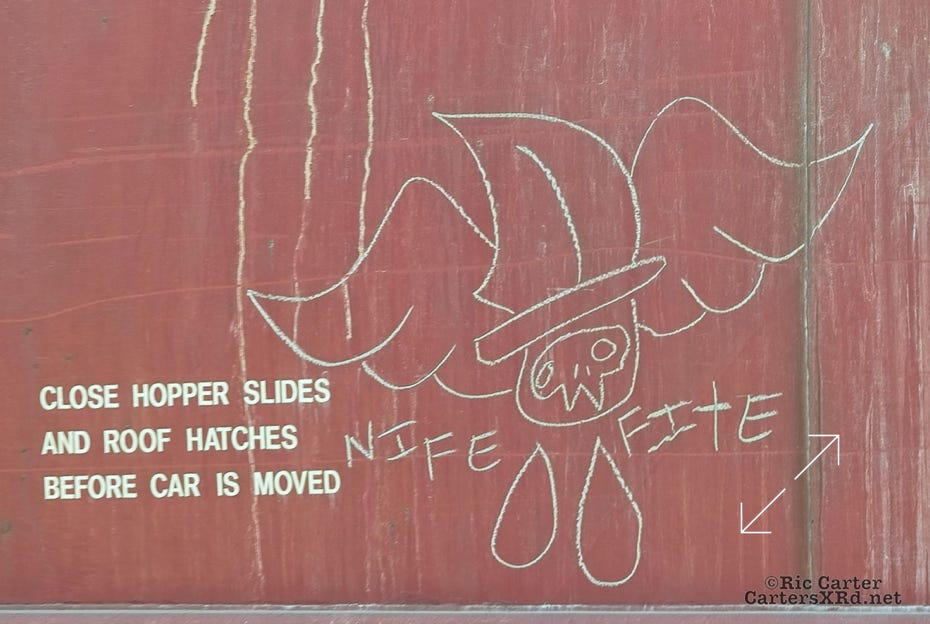 CLOSE HOPPER SLIDES
AND ROOF HATCHES
BEFORE CAR IS MOVED
NIFE FITE
©Ric Carter
CartersXRd.net